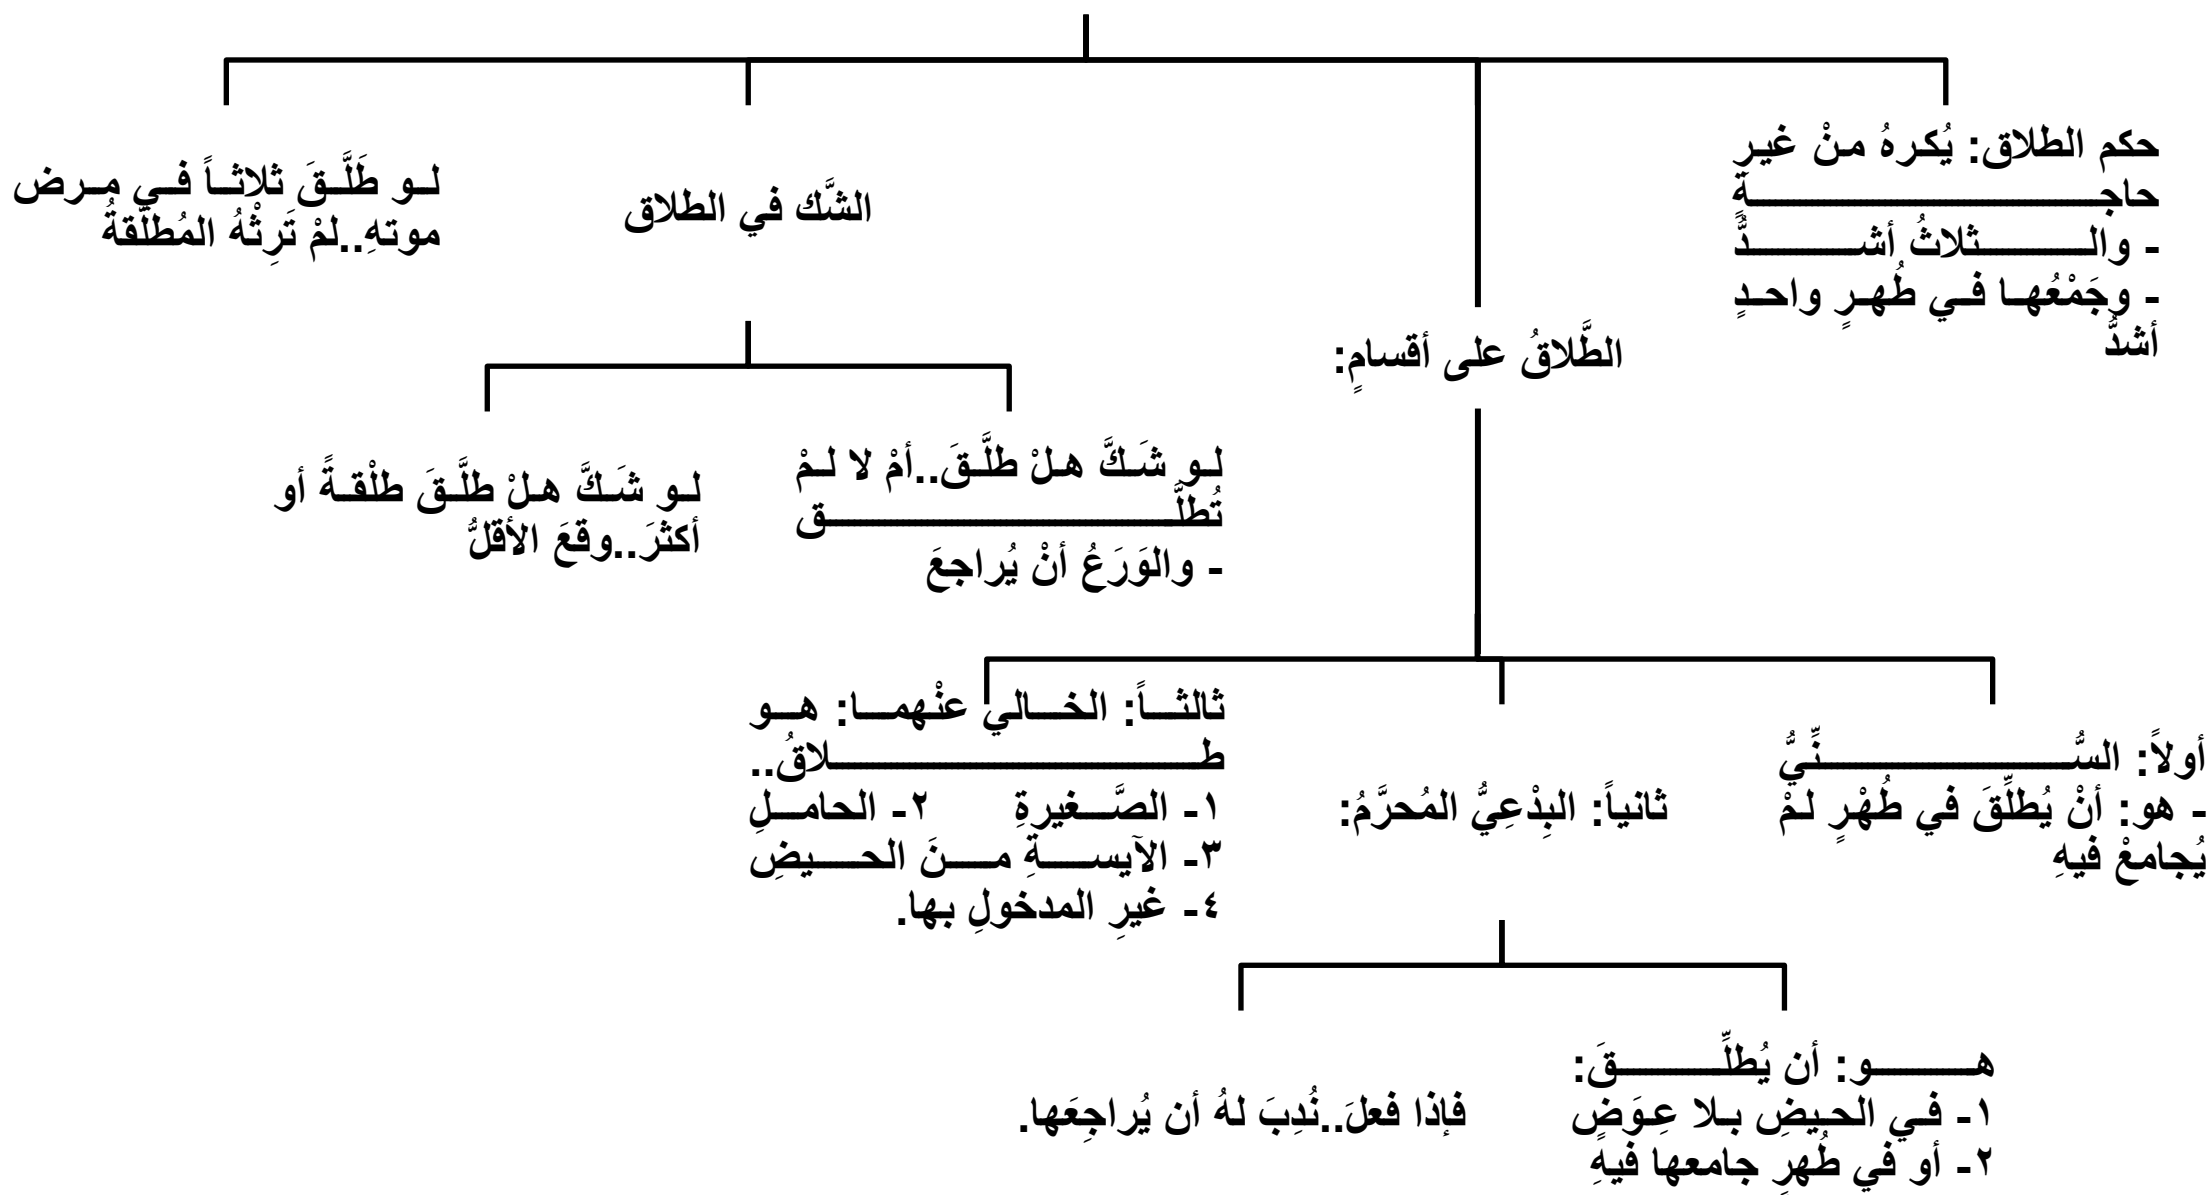 حكم الطلاق: يُكرهُ منْ غيرِ
حاجةٍ
- والثلاثُ أشدُّ
- وجَمْعُها في طُهرٍ واحدٍ
أشدُّ
الطَّلاقُ على أقسامٍ:
الشَّك في الطلاق
لو طَلَّقَ ثلاثاً في مرض
موتهِ..لمْ تَرِثْهُ المُطلَّقةُ
لو شَكَّ هلْ طلَّقَ..أمْ لا لمْ
تُطلَّق
- والوَرَعُ أنْ يُراجعَ
لو شَكَّ هلْ طلَّقَ طلْقةً أو
أكثرَ..وقعَ الأقلُّ
أولاً: السُّنِّيُّ
- هو: أنْ يُطلِّقَ في طُهْرٍ لمْ
يُجامعْ فيهِ
ثانياً: البِدْعِيُّ المُحرَّمُ:
ثالثاً: الخالي عنْهما: هو
طلاقُ..
١- الصَّغيرةِ ٢- الحاملِ
٣- الآيسةِ منَ الحيضِ
٤- غيرِ المدخولِ بها.
هو: أن يُطلِّقَ:
١- في الحيضِ بلا عِوَضٍ
٢- أو في طُهرٍ جامعها فيهِ
فإذا فعلَ..نُدِبَ لهُ أن يُراجِعَها.